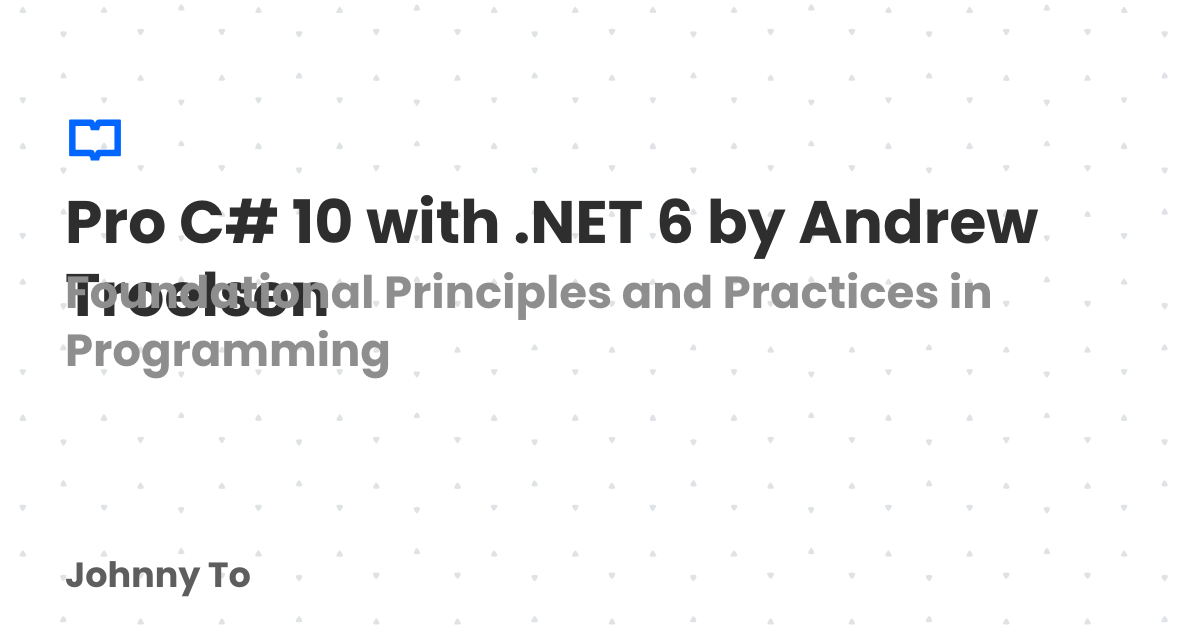 Pro C# 10 with .NET 6 by Andrew
Troelsen
Foundational Principles and Practices in
Programming
Johnny To